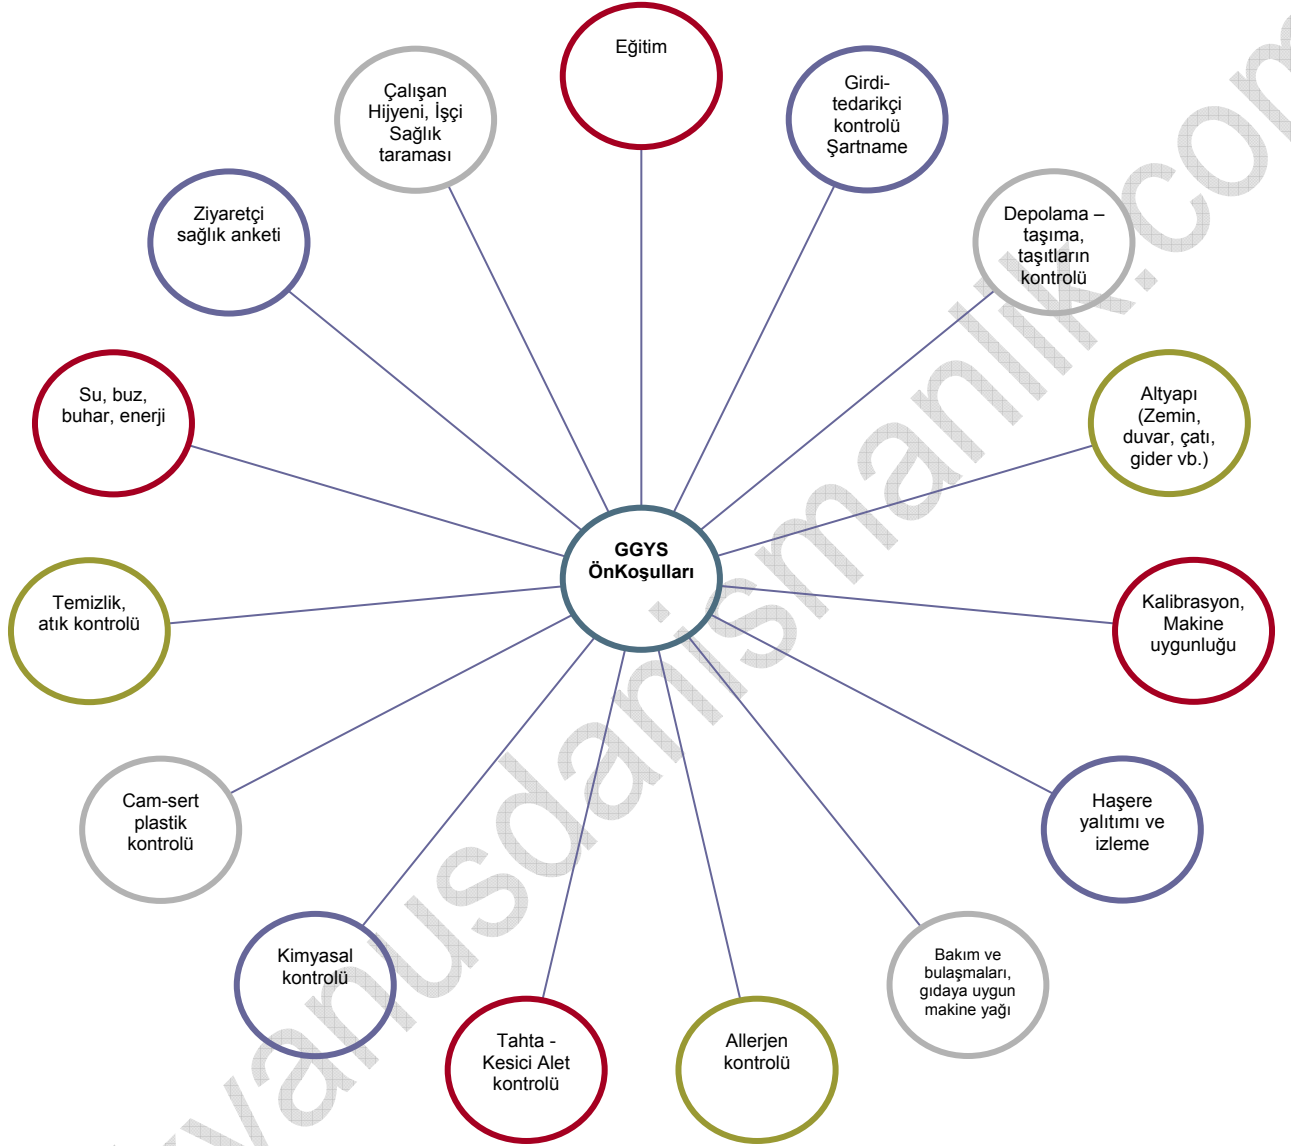 Eğitim
Çalışan
Hijyeni, İşçi
Sağlık
taraması
Girdi-
tedarikçi
kontrolü
Şartname
Ziyaretçi
sağlık anketi
Depolama –
taşıma,
taşıtların
kontrolü
Su, buz,
buhar, enerji
Altyapı
(Zemin,
duvar, çatı,
gider vb.)
GGYS
ÖnKoşulları
Temizlik,
atık kontrolü
Kalibrasyon,
Makine
uygunluğu
Cam-sert
plastik
kontrolü
Haşere
yalıtımı ve
izleme
Kimyasal
kontrolü
Bakım ve
bulaşmaları,
gıdaya uygun
makine yağı
Tahta -
Kesici Alet
kontrolü
Allerjen
kontrolü
yanusdanismanlik.com